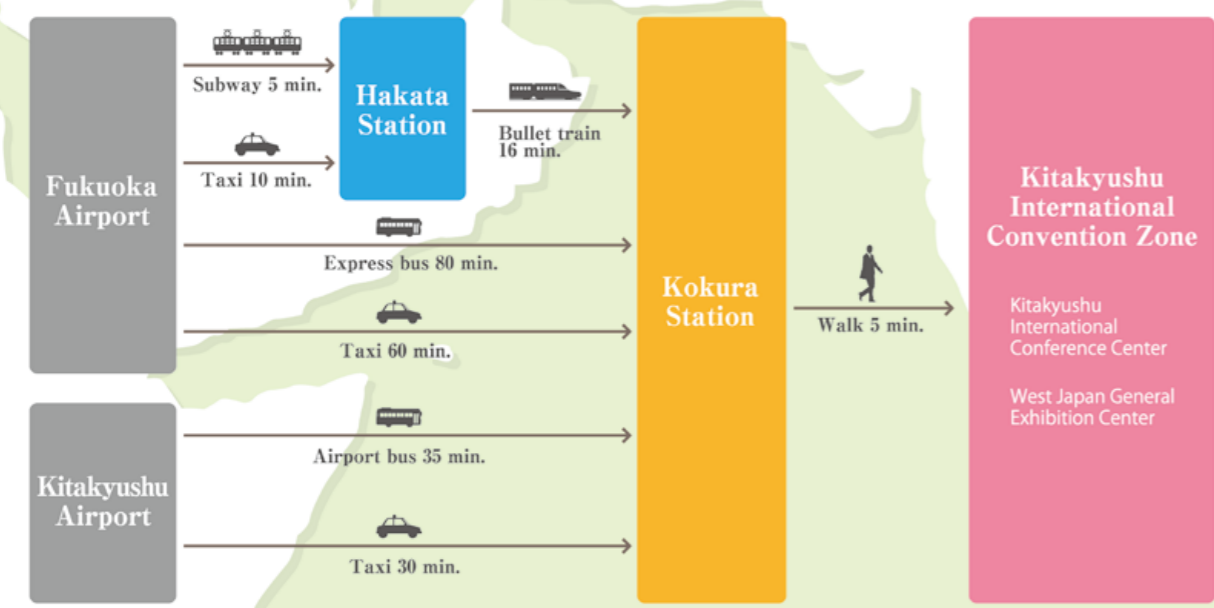 Subway 5 min.
Taxi 10 min.
Fukuoka
Airport
Hakata
Station
Bullet train
16 min.
Express bus 80 min.
Taxi 60 min.
Kitakyushu
Airport
Airport bus 35 min.
Taxi 30 min.
Kokura
Station
Walk 5 min.
Kitakyushu
International
Convention Zone
Kitakyushu
International
Conference Center
West Japan General
Exhibition Center